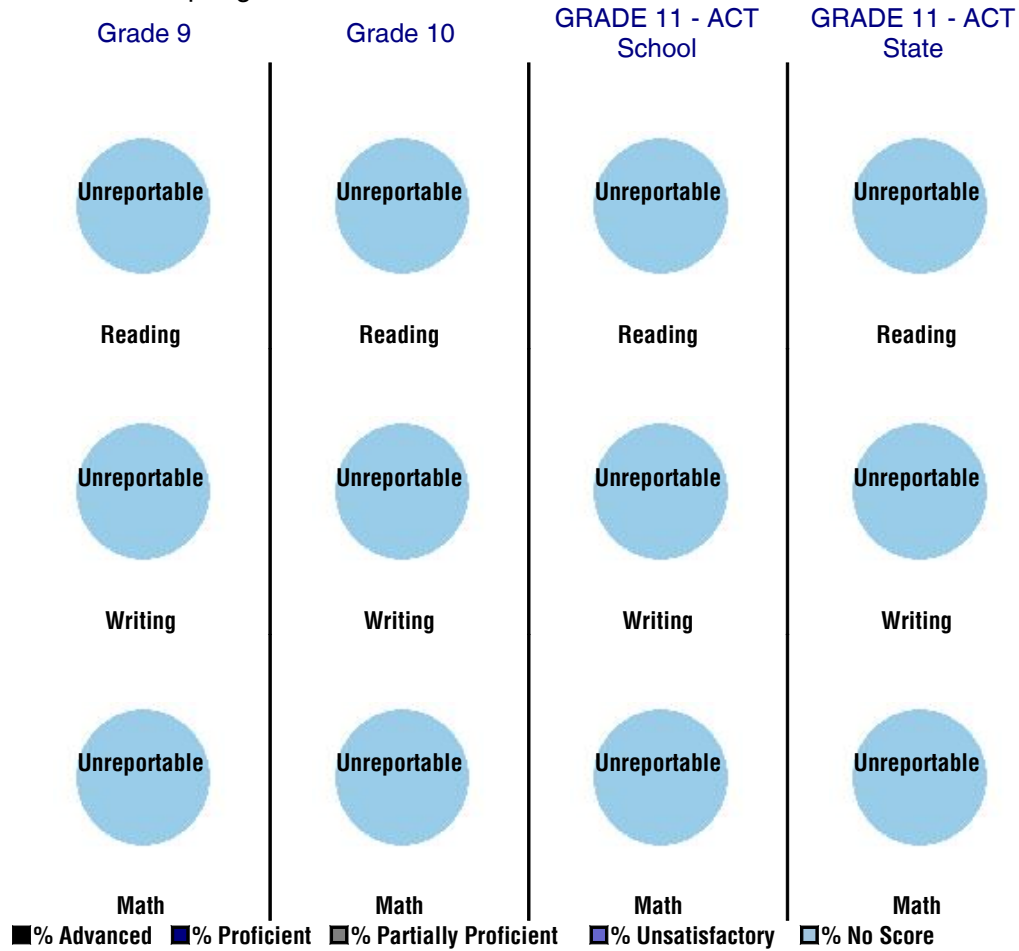 Grade 9 Grade 10 GRADE 11 - ACT School GRADE 11 - ACT State
Unreportable Unreportable Unreportable Unreportable
Reading Reading Reading Reading
Unreportable Unreportable Unreportable Unreportable
Writing Writing Writing Writing
Unreportable Unreportable Unreportable Unreportable
Math Math Math Math
% Advanced % Proficient % Partially Proficient % Unsatisfactory % No Score